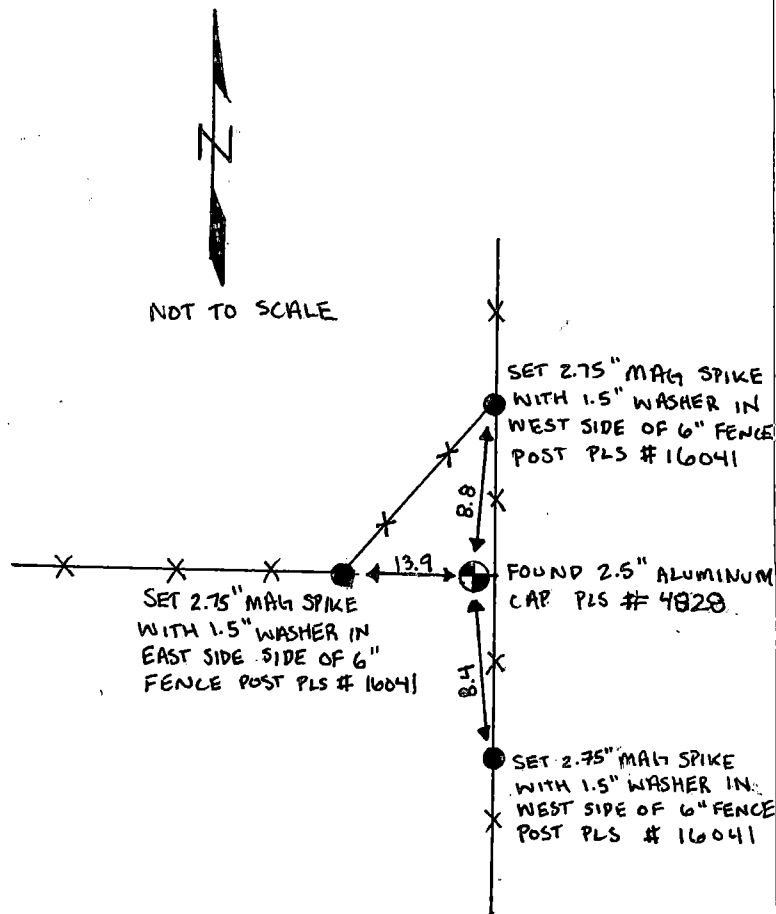 N
NOT TO SCALE
SET 2.75" MAG SPIKE
WITH 1.5" WASHER IN
WEST SIDE OF 6" FENCE
POST PLS # 16041
8.8
13.9
FOUND 2.5" ALUMINUM
CAP PLS # 4828
SET 2.75" MAG SPIKE
WITH 1.5" WASHER IN
EAST SIDE SIDE OF 6"
FENCE POST PLS # 16041
8.4
SET 2.75" MAG SPIKE
WITH 1.5" WASHER IN
WEST SIDE OF 6" FENCE
POST PLS # 16041